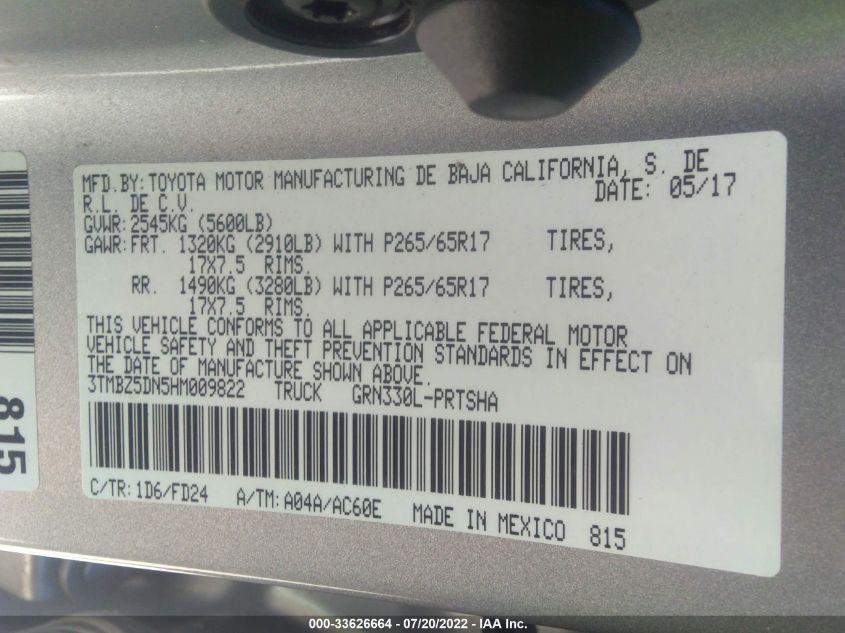 MFD.BY:TOYOTA MOTOR MANUFACTURING DE BAJA CALIFORNIA, S. DE
R.L. DE C.V. DATE: 05/17
GVWR:2545KG (5600LB)
GAWR:FRT. 1320KG (2910LB) WITH P265/65R17 TIRES,
17X7.5 RIMS.
RR. 1490KG (3280LB) WITH P265/65R17 TIRES,
17X7.5 RIMS.
THIS VEHICLE CONFORMS TO ALL APPLICABLE FEDERAL MOTOR
VEHICLE SAFETY AND THEFT PREVENTION STANDARDS IN EFFECT ON
THE DATE OF MANUFACTURE SHOWN ABOVE.
3TMBZ5DN5HM009822 TRUCK GRN330L-PRTSHA
C/TR:1D6/FD24 A/TM:A04A/AC60E MADE IN MEXICO 815
815
000-33626664 - 07/20/2022 - IAA Inc.